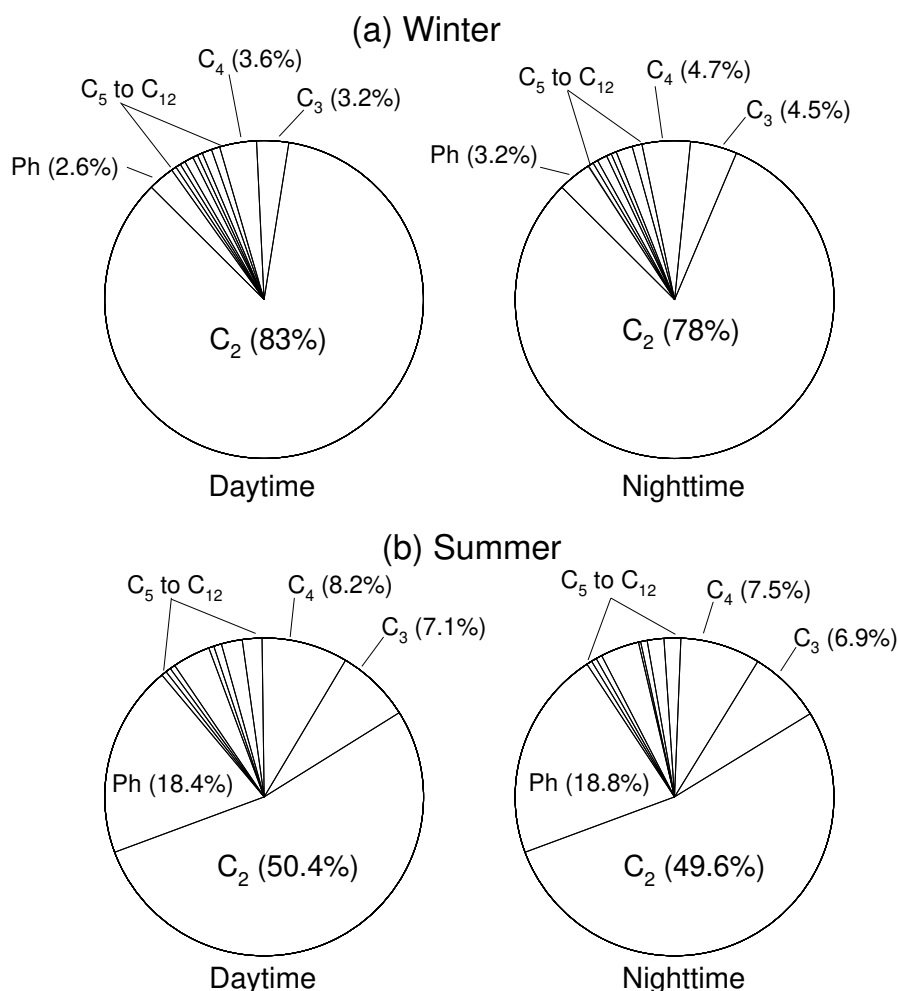 (a) Winter
C4 (3.6%)
C5 to C12
C3 (3.2%)
Ph (2.6%)
C2 (83%)
Daytime
C4 (4.7%)
C5 to C12
C3 (4.5%)
Ph (3.2%)
C2 (78%)
Nighttime
(b) Summer
C5 to C12
C4 (8.2%)
C3 (7.1%)
Ph (18.4%)
C2 (50.4%)
Daytime
C5 to C12
C4 (7.5%)
C3 (6.9%)
Ph (18.8%)
C2 (49.6%)
Nighttime